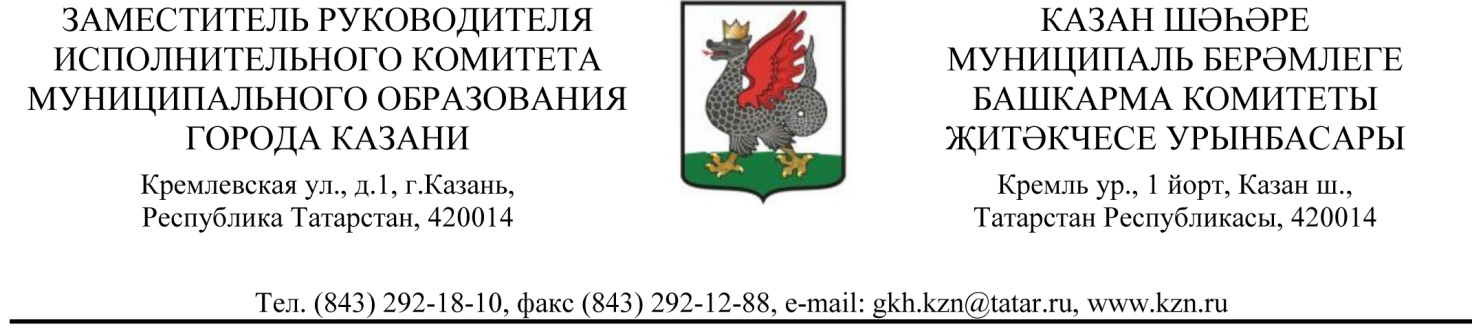 ЗАМЕСТИТЕЛЬ РУКОВОДИТЕЛЯ
ИСПОЛНИТЕЛЬНОГО КОМИТЕТА
МУНИЦИПАЛЬНОГО ОБРАЗОВАНИЯ
ГОРОДА КАЗАНИ
Кремлевская ул., д.1, г.Казань,
Республика Татарстан, 420014
КАЗАН ШӘҺӘРЕ
МУНИЦИПАЛЬ БЕРӘМЛЕГЕ
БАШКАРМА КОМИТЕТЫ
ҖИТӘКЧЕСЕ УРЫНБАСАРЫ
Кремль ур., 1 йорт, Казан ш.,
Татарстан Республикасы, 420014
Тел. (843) 292-18-10, факс (843) 292-12-88, e-mail: gkh.kzn@tatar.ru, www.kzn.ru